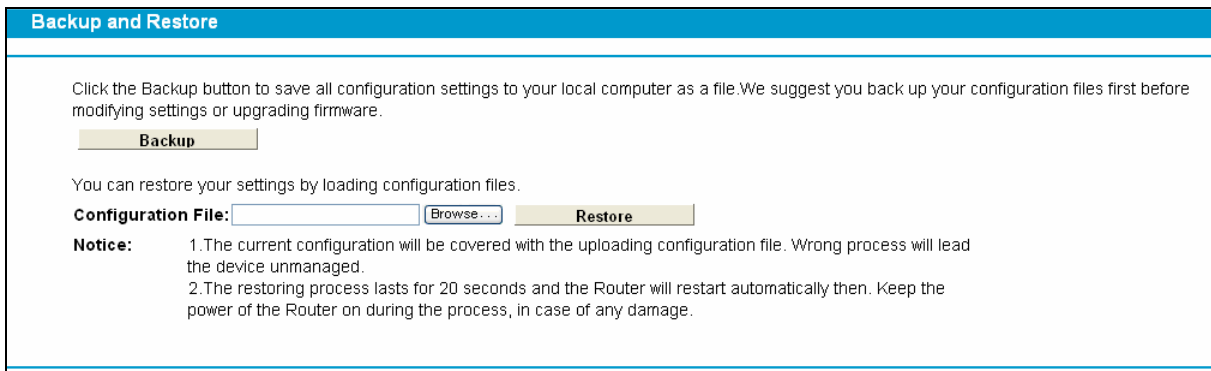 Backup and Restore
Click the Backup button to save all configuration settings to your local computer as a file.We suggest you back up your configuration files first before
modifying settings or upgrading firmware.
Backup
You can restore your settings by loading configuration files.
Configuration File: Browse... Restore
Notice: 1.The current configuration will be covered with the uploading configuration file. Wrong process will lead
the device unmanaged.
2.The restoring process lasts for 20 seconds and the Router will restart automatically then. Keep the
power of the Router on during the process, in case of any damage.